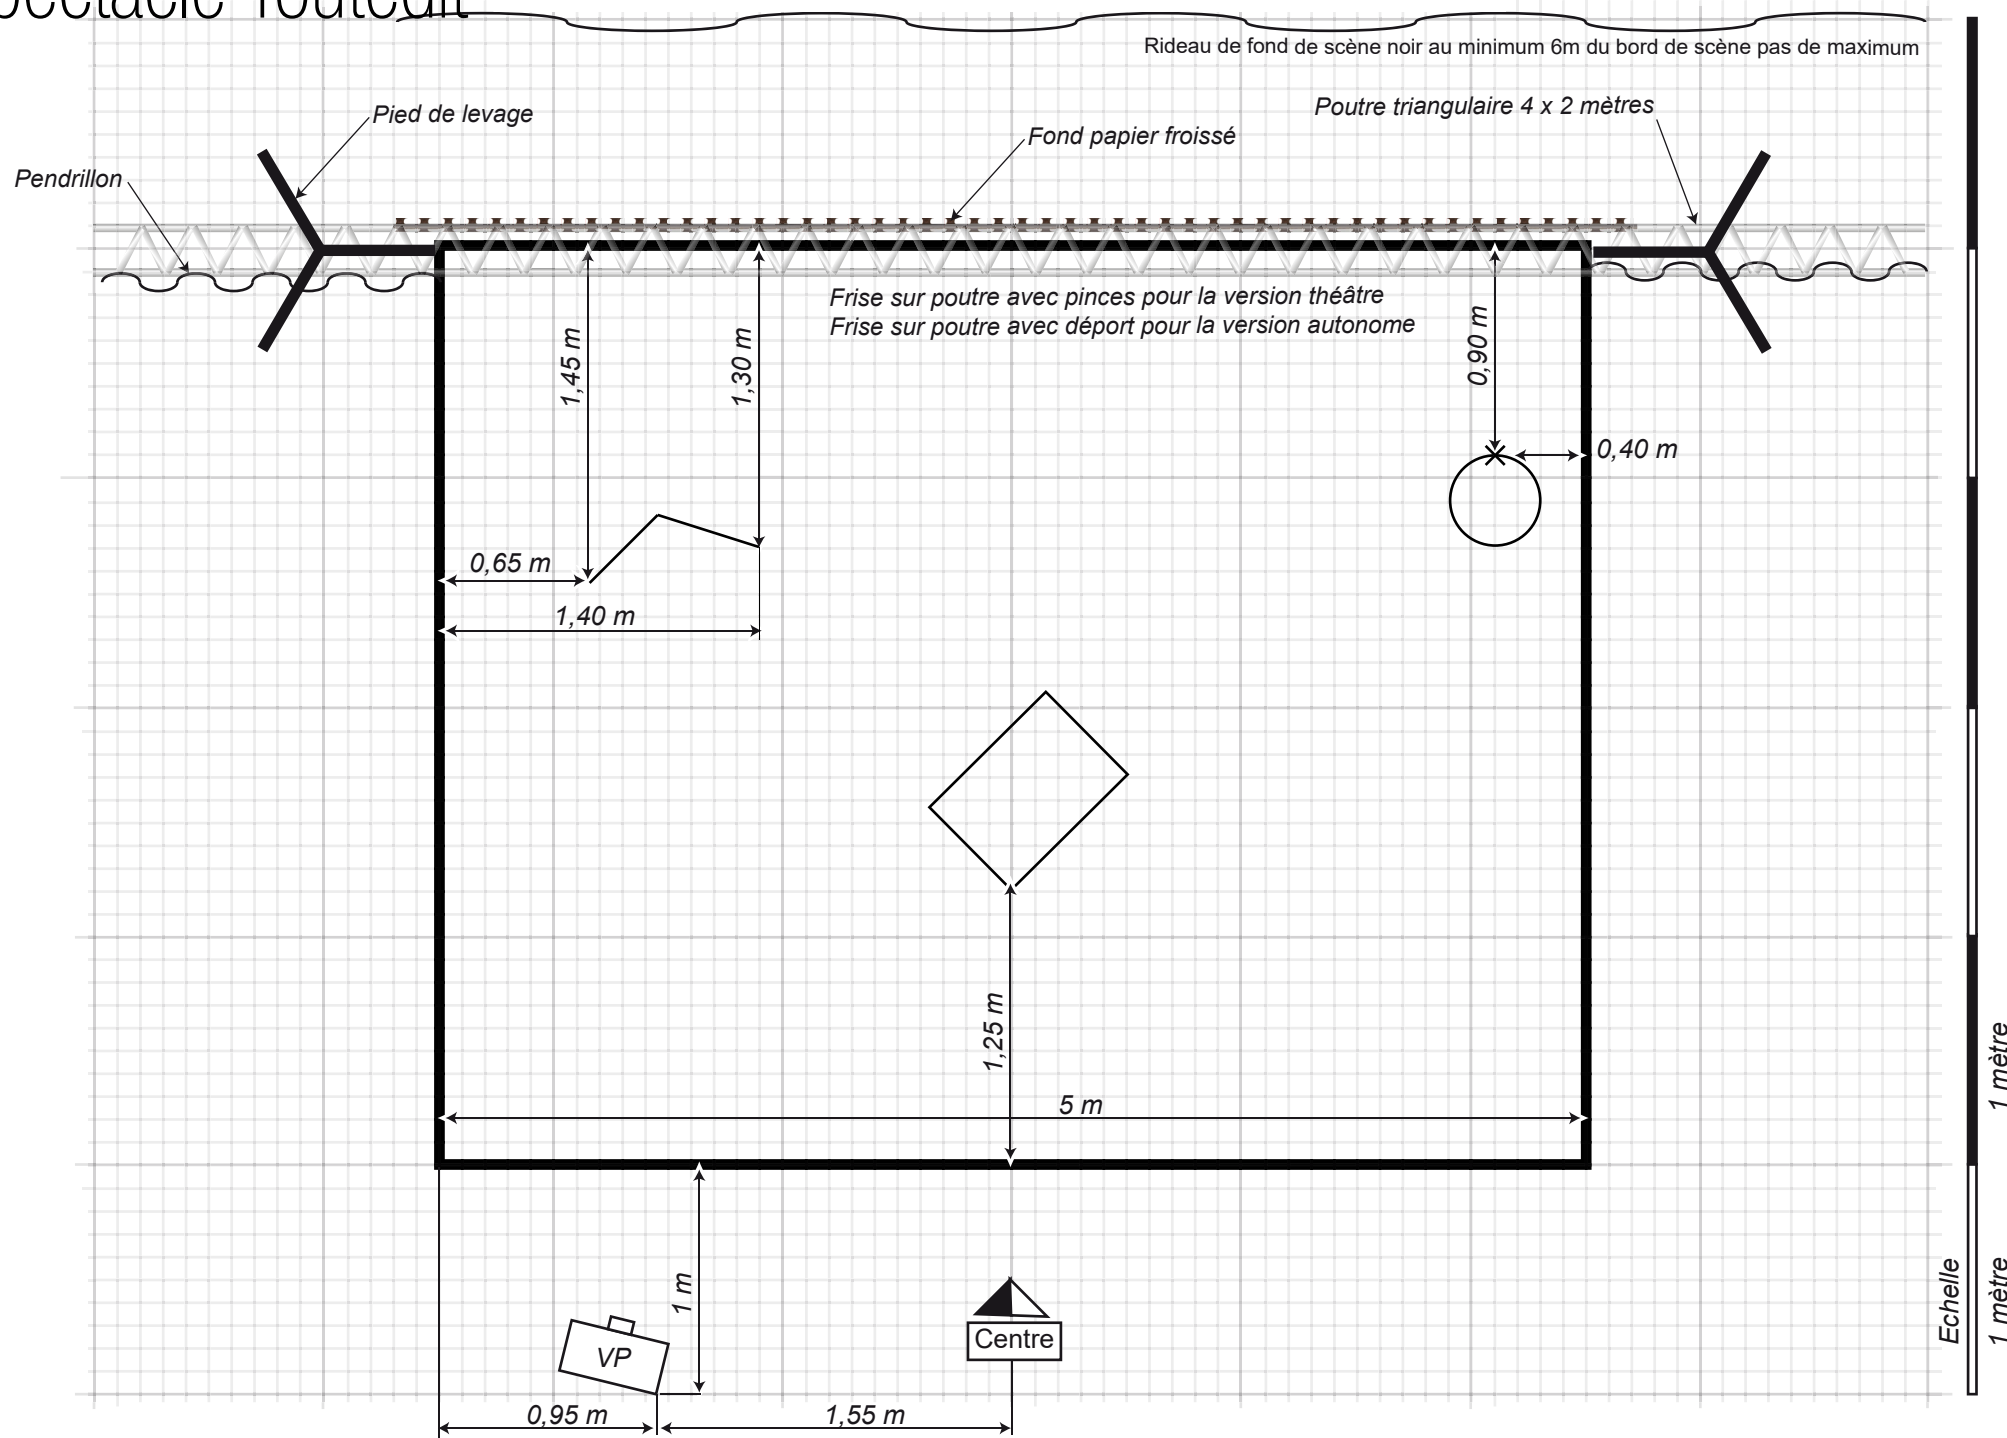 Rideau de fond de scène noir au minimum 6m du bord de scène pas de maximum
Pied de levage
Poutre triangulaire 4 x 2 mètres
Fond papier froissé
Pendrillon
Frise sur poutre avec pinces pour la version théâtre
Frise sur poutre avec déport pour la version autonome
1,45 m
1,30 m
0,90 m
0,40 m
0,65 m
1,40 m
1,25 m
5 m
1 mètre
1 m
Centre
VP
Echelle
1 mètre
0,95 m
1,55 m